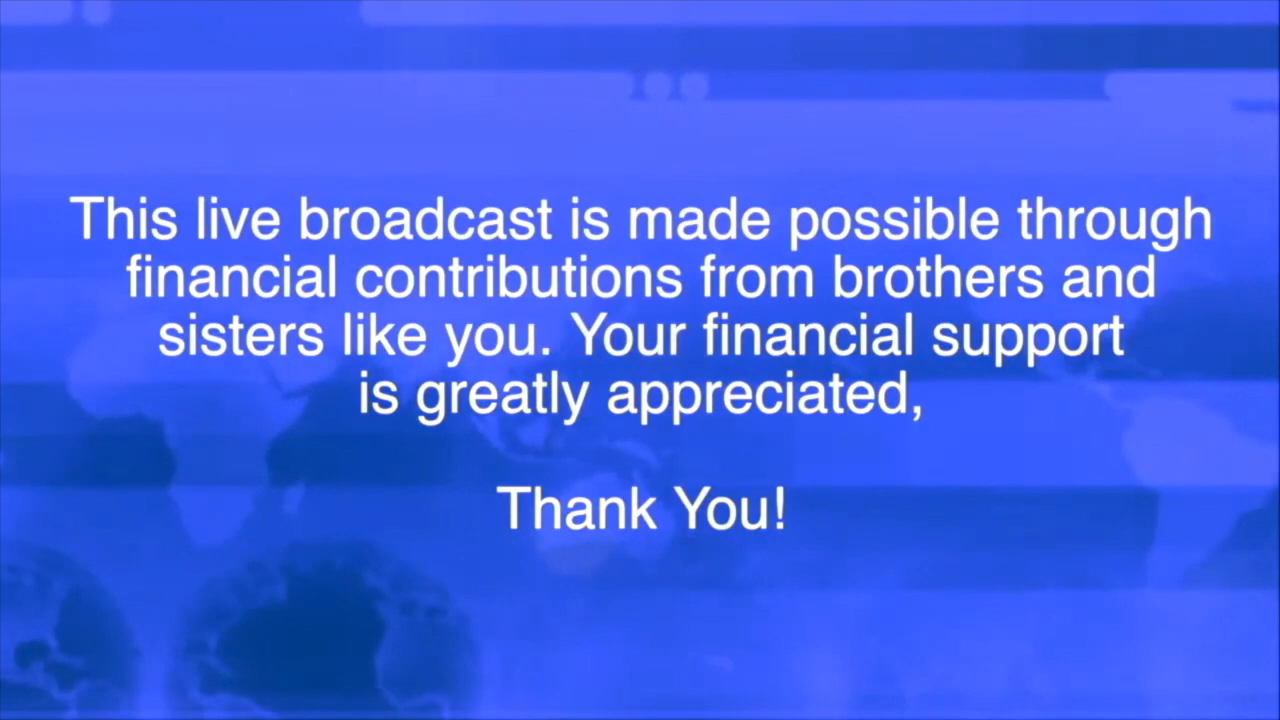 This live broadcast is made possible through
financial contributions from brothers and
sisters like you. Your financial support
is greatly appreciated,
Thank You!